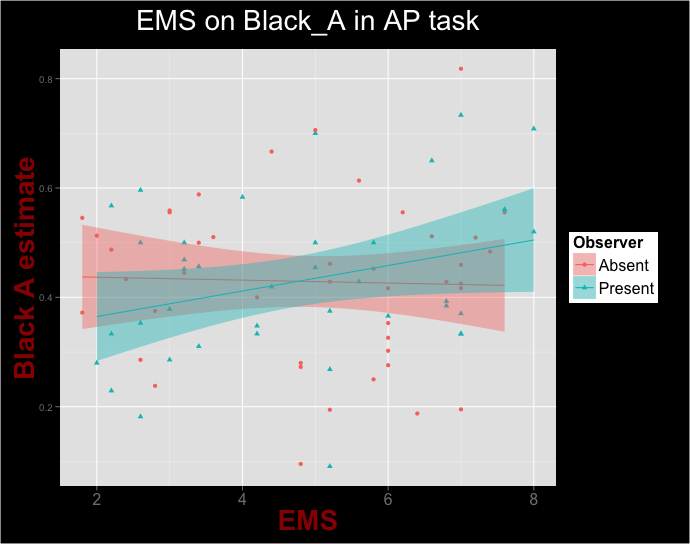 EMS on Black_A in AP task
Black A estimate
0.8
0.6
0.4
0.2
2 4 6 8
EMS
Observer
Absent
Present